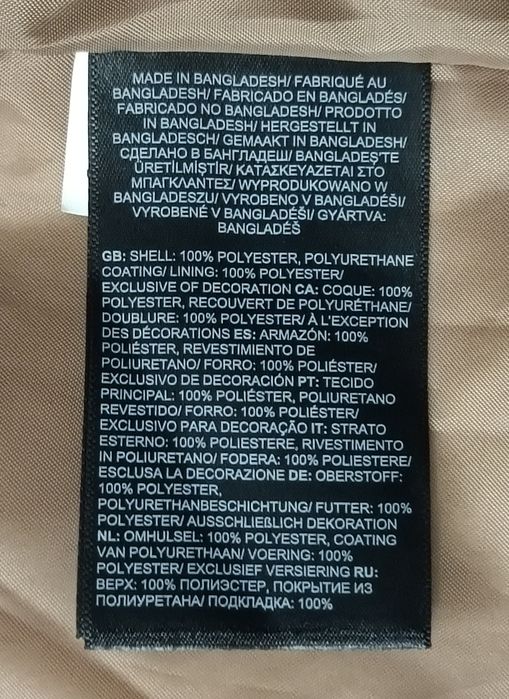 MADE IN BANGLADESH/ FABRIQUÉ AU
BANGLADESH/ FABRICADO EN BANGLADÉS/
FABRICADO NO BANGLADESH/ PRODOTTO
IN BANGLADESH/ HERGESTELLT IN
BANGLADESCH/ GEMAAKT IN BANGLADESH/
СДЕЛАНО В БАНГЛАДЕШ/ BANGLADEŞ'TE
ÜRETİLMİŞTİR/ ΚΑΤΑΣΚΕΥΑΖΕΤΑΙ ΣΤΟ
ΜΠΑΓΚΛΑΝΤΕΣ/ WYPRODUKOWANO W
BANGLADESZU/ VYROBENO V BANGLADÉŠI/
VYROBENÉ V BANGLADÉŠI/ GYÁRTVA:
BANGLADÉŠ
GB: SHELL: 100% POLYESTER, POLYURETHANE
COATING/ LINING: 100% POLYESTER/
EXCLUSIVE OF DECORATION CA: COQUE: 100%
POLYESTER, RECOUVERT DE POLYURÉTHANE/
DOUBLURE: 100% POLYESTER/ À L'EXCEPTION
DES DÉCORATIONS ES: ARMAZÓN: 100%
POLIÉSTER, REVESTIMIENTO DE
POLIURETANO/ FORRO: 100% POLIÉSTER/
EXCLUSIVO DE DECORACIÓN PT: TECIDO
PRINCIPAL: 100% POLIÉSTER, POLIURETANO
REVESTIDO/ FORRO: 100% POLIÉSTER/
EXCLUSIVO PARA DECORAÇÃO IT: STRATO
ESTERNO: 100% POLIESTERE, RIVESTIMENTO
IN POLIURETANO/ FODERA: 100% POLIESTERE/
ESCLUSA LA DECORAZIONE DE: OBERSTOFF:
100% POLYESTER,
POLYURETHANBESCHICHTUNG/ FUTTER: 100%
POLYESTER/ AUSSCHLIEßLICH DEKORATION
NL: OMHULSEL: 100% POLYESTER, COATING
VAN POLYURETHAAN/ VOERING: 100%
POLYESTER/ EXCLUSIEF VERSIERING RU:
ВЕРХ: 100% ПОЛИЭСТЕР, ПОКРЫТИЕ ИЗ
ПОЛИУРЕТАНА/ ПОДКЛАДКА: 100%